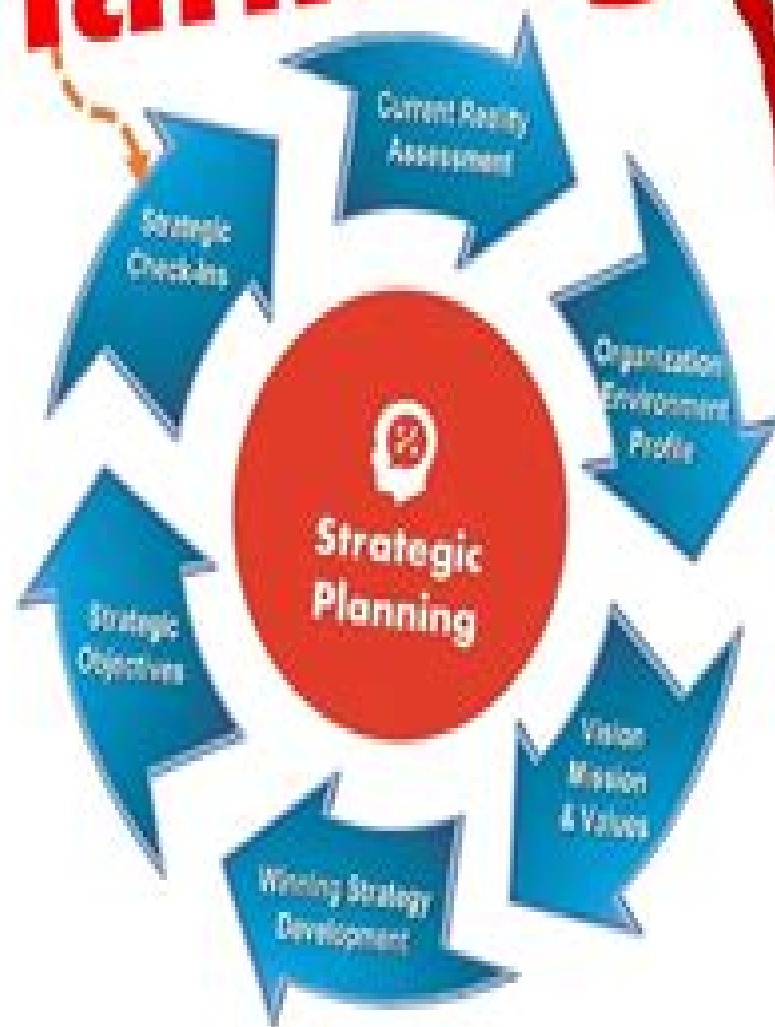 Current Reality
Assessment
Organization
Environment
Profile
Vision
Mission
& Values
Winning Strategy
Development
Strategic
Objectives
Strategic
Check-Ins
Strategic
Planning